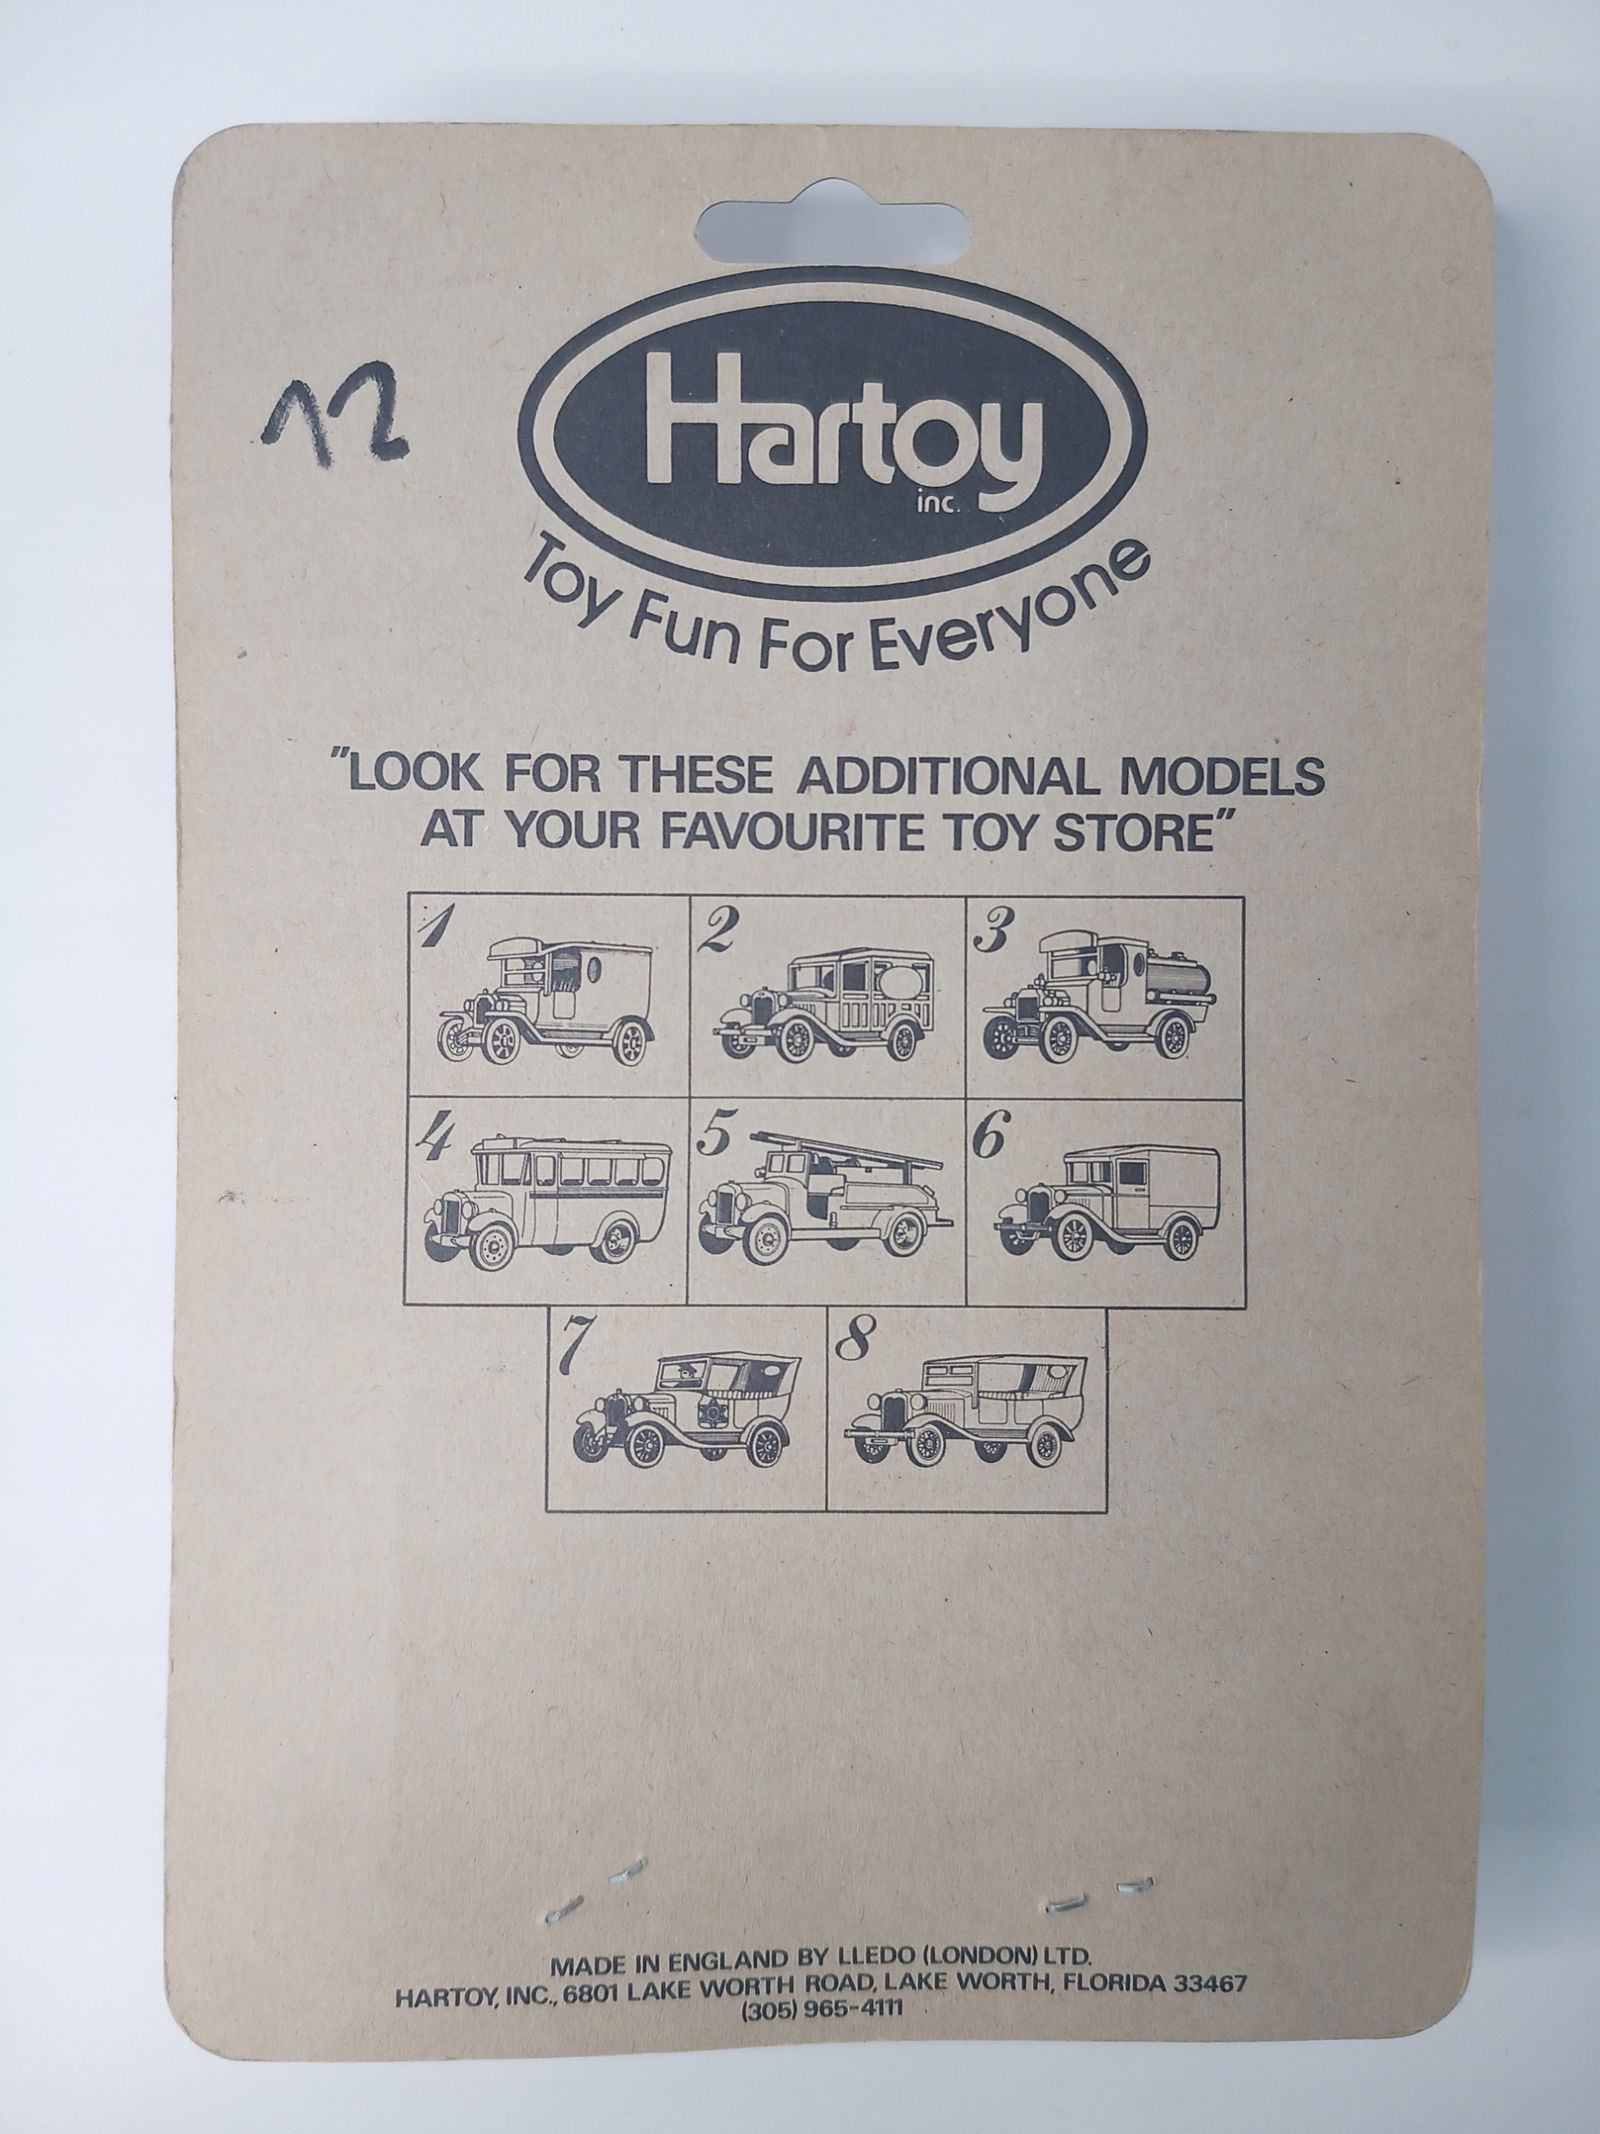 12
Hartoy
inc.
Toy Fun For Everyone
"LOOK FOR THESE ADDITIONAL MODELS
AT YOUR FAVOURITE TOY STORE"
1 2 3
4 5 6
7 8
MADE IN ENGLAND BY LLEDO (LONDON) LTD.
HARTOY, INC., 6801 LAKE WORTH ROAD, LAKE WORTH, FLORIDA 33467
(305) 965-4111